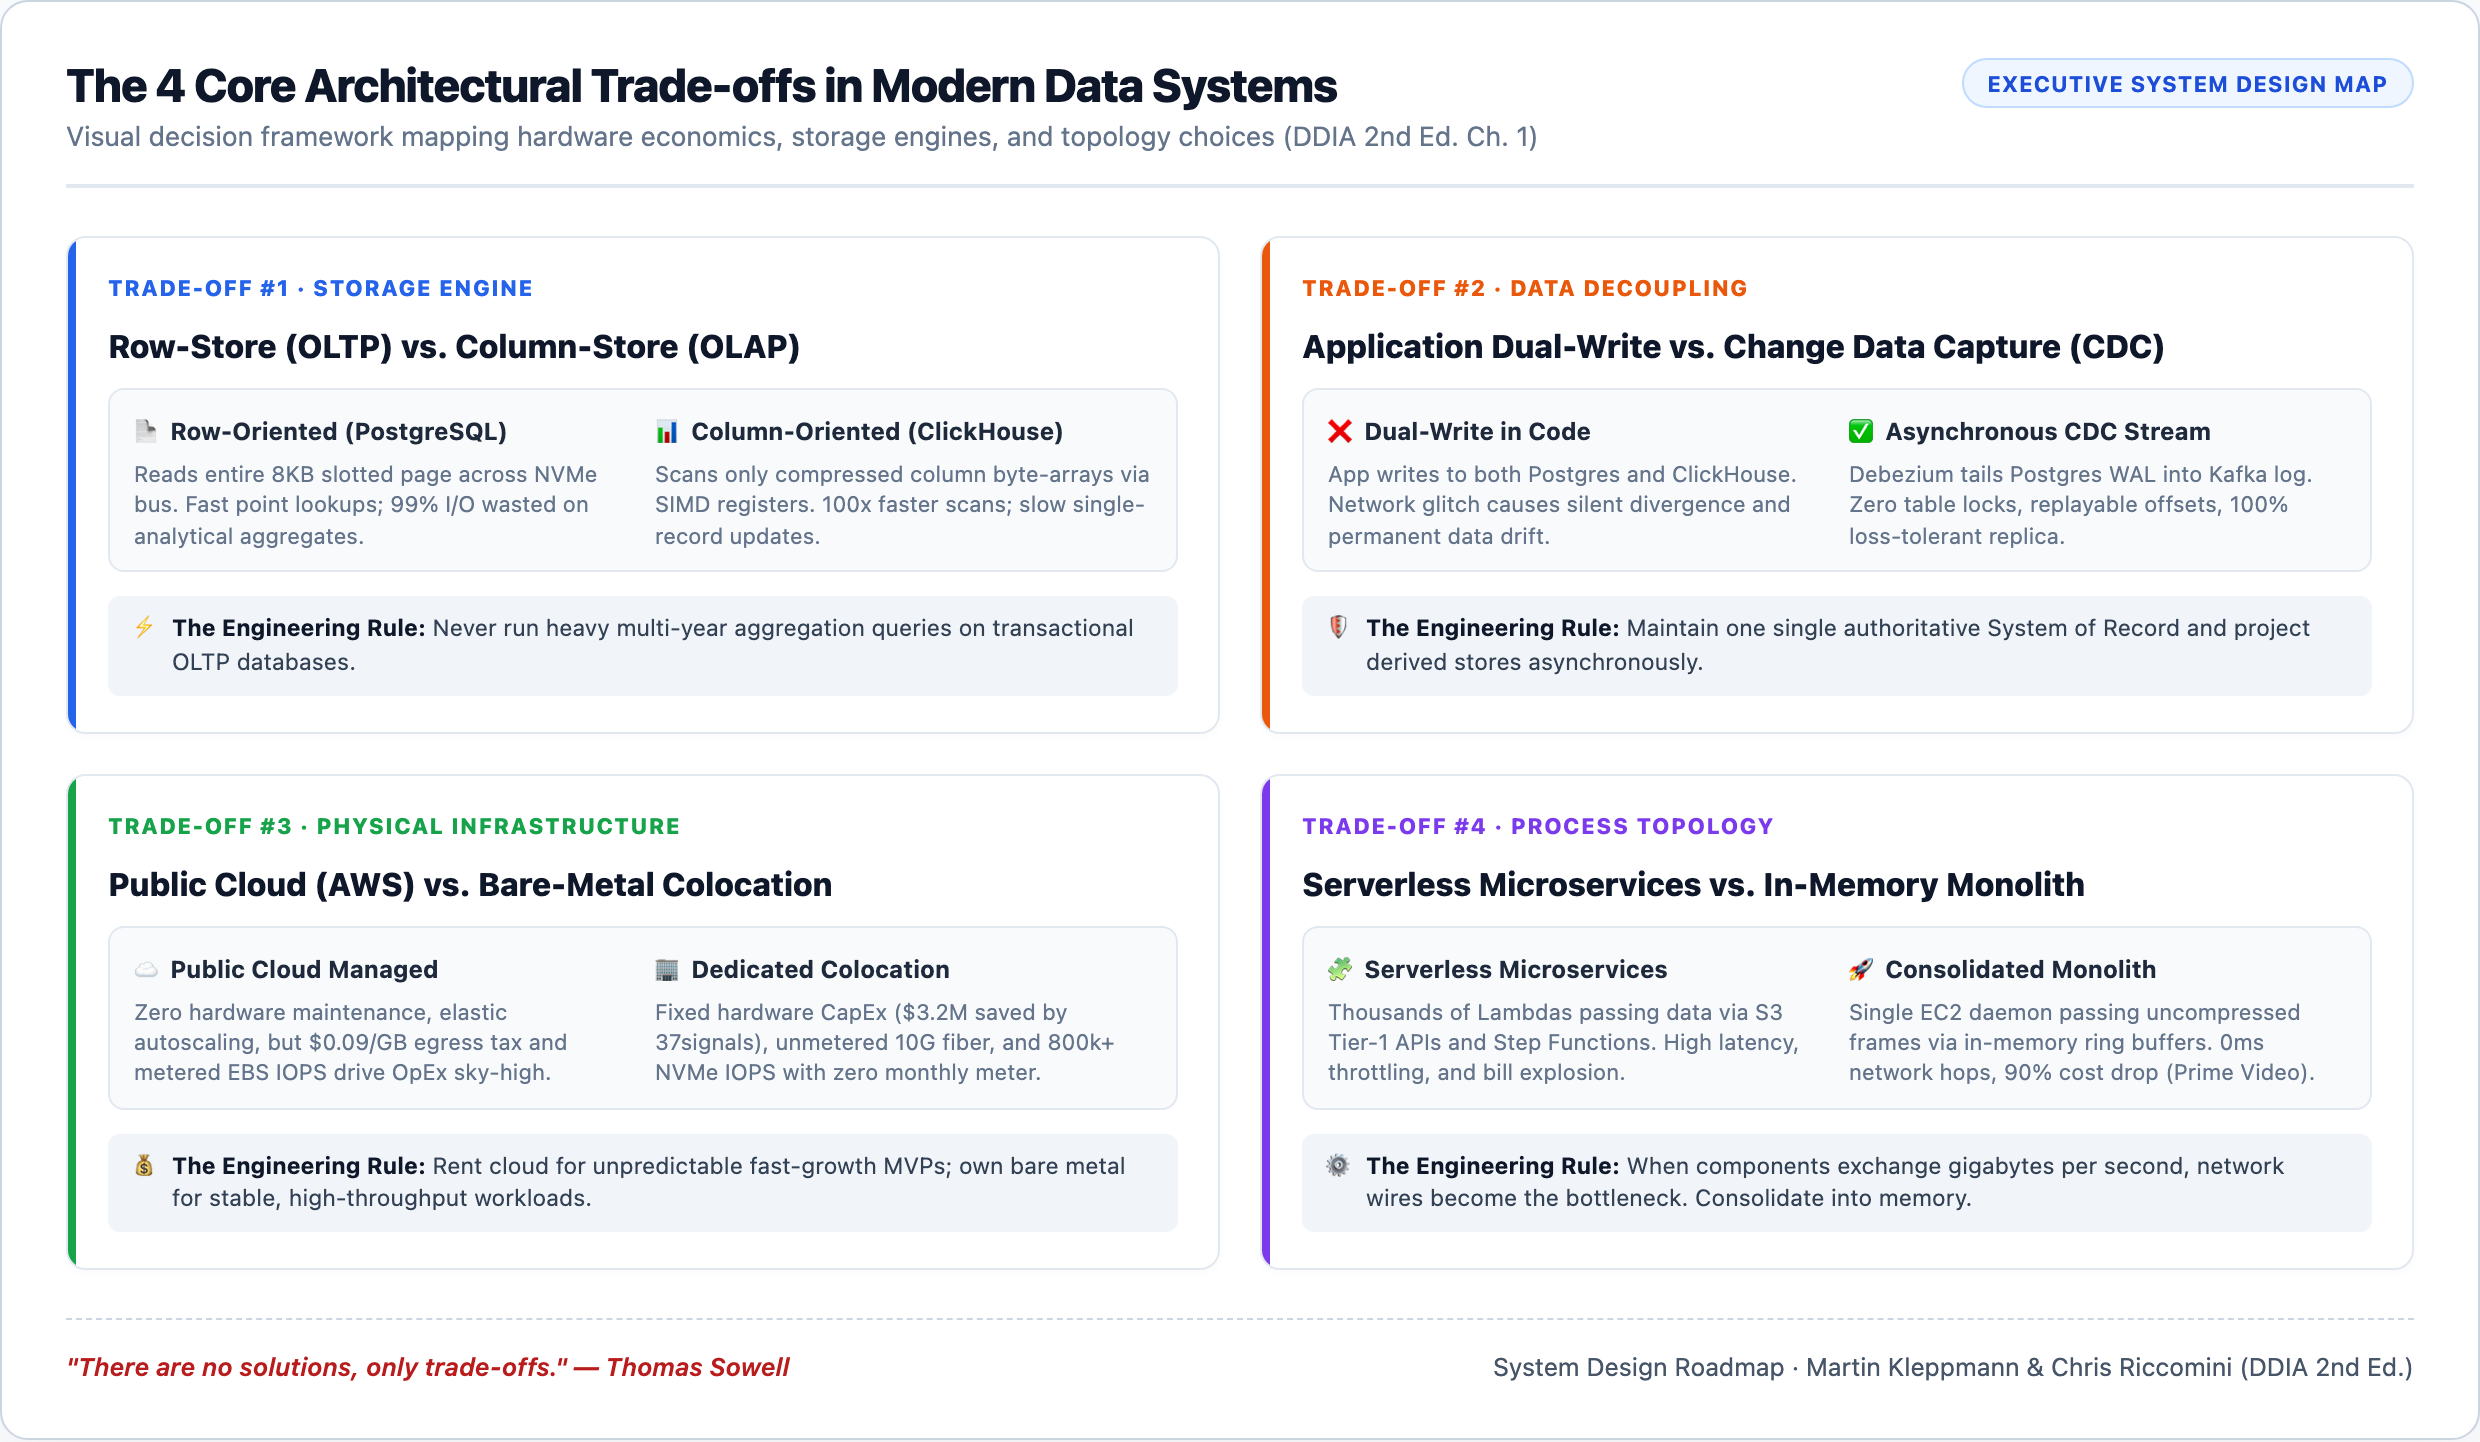 The 4 Core Architectural Trade-offs in Modern Data Systems
EXECUTIVE SYSTEM DESIGN MAP
Visual decision framework mapping hardware economics, storage engines, and topology choices (DDIA 2nd Ed. Ch. 1)
TRADE-OFF #1 · STORAGE ENGINE
Row-Store (OLTP) vs. Column-Store (OLAP)
Row-Oriented (PostgreSQL)
Reads entire 8KB slotted page across NVMe
bus. Fast point lookups; 99% I/O wasted on
analytical aggregates.
Column-Oriented (ClickHouse)
Scans only compressed column byte-arrays via
SIMD registers. 100x faster scans; slow single-
record updates.
The Engineering Rule: Never run heavy multi-year aggregation queries on transactional
OLTP databases.
TRADE-OFF #2 · DATA DECOUPLING
Application Dual-Write vs. Change Data Capture (CDC)
Dual-Write in Code
App writes to both Postgres and ClickHouse.
Network glitch causes silent divergence and
permanent data drift.
Asynchronous CDC Stream
Debezium tails Postgres WAL into Kafka log.
Zero table locks, replayable offsets, 100%
loss-tolerant replica.
The Engineering Rule: Maintain one single authoritative System of Record and project
derived stores asynchronously.
TRADE-OFF #3 · PHYSICAL INFRASTRUCTURE
Public Cloud (AWS) vs. Bare-Metal Colocation
Public Cloud Managed
Zero hardware maintenance, elastic
autoscaling, but $0.09/GB egress tax and
metered EBS IOPS drive OpEx sky-high.
Dedicated Colocation
Fixed hardware CapEx ($3.2M saved by
37signals), unmetered 10G fiber, and 800k+
NVMe IOPS with zero monthly meter.
The Engineering Rule: Rent cloud for unpredictable fast-growth MVPs; own bare metal
for stable, high-throughput workloads.
TRADE-OFF #4 · PROCESS TOPOLOGY
Serverless Microservices vs. In-Memory Monolith
Serverless Microservices
Thousands of Lambdas passing data via S3
Tier-1 APIs and Step Functions. High latency,
throttling, and bill explosion.
Consolidated Monolith
Single EC2 daemon passing uncompressed
frames via in-memory ring buffers. 0ms
network hops, 90% cost drop (Prime Video).
The Engineering Rule: When components exchange gigabytes per second, network
wires become the bottleneck. Consolidate into memory.
"There are no solutions, only trade-offs." — Thomas Sowell
System Design Roadmap · Martin Kleppmann & Chris Riccomini (DDIA 2nd Ed.)